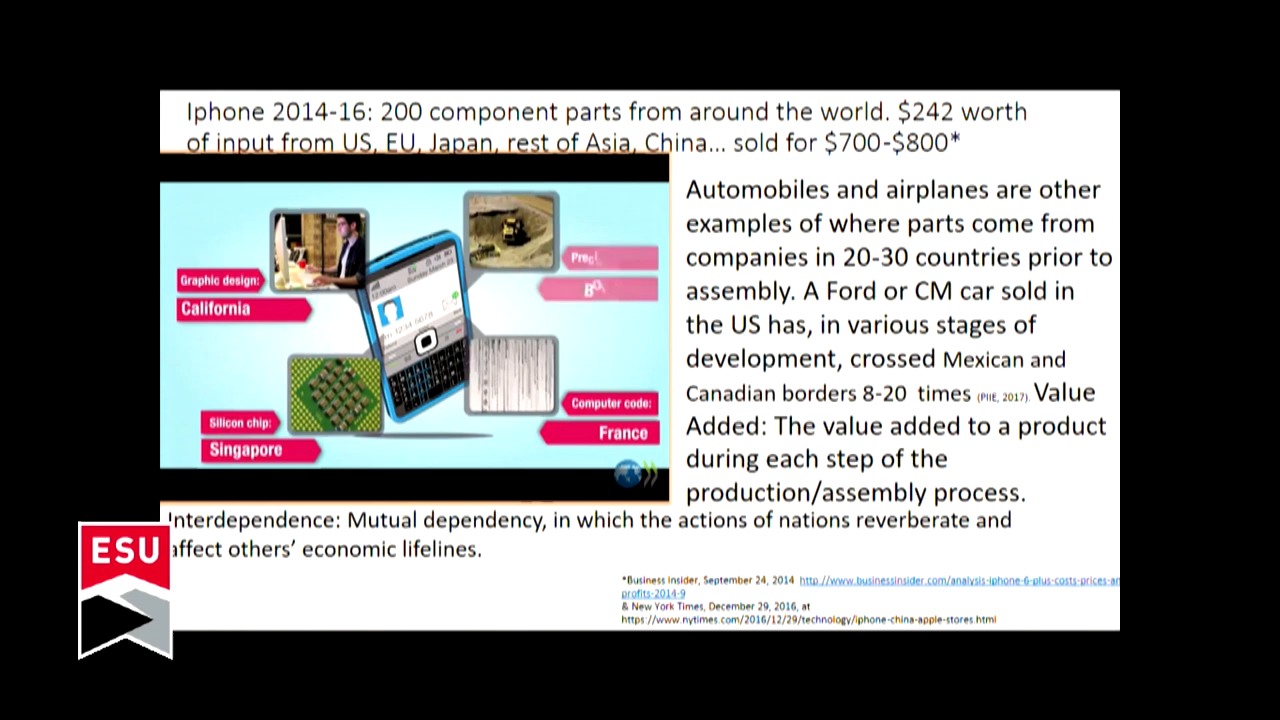 Iphone 2014-16: 200 component parts from around the world. $242 worth
of input from US, EU, Japan, rest of Asia, China... sold for $700-$800*
Graphic design:
California
Silicon chip:
Singapore
Computer code:
France
Automobiles and airplanes are other
examples of where parts come from
companies in 20-30 countries prior to
assembly. A Ford or CM car sold in
the US has, in various stages of
development, crossed Mexican and
Canadian borders 8-20 times (PIIE, 2017). Value
Added: The value added to a product
during each step of the
production/assembly process.
Interdependence: Mutual dependency, in which the actions of nations reverberate and
affect others' economic lifelines.
ESU
*Business Insider, September 24, 2014 http://www.businessinsider.com/analysis-iphone-6-plus-costs-prices-an
profits-2014-9
& New York Times, December 29, 2016, at
https://www.nytimes.com/2016/12/29/technology/iphone-china-apple-stores.html